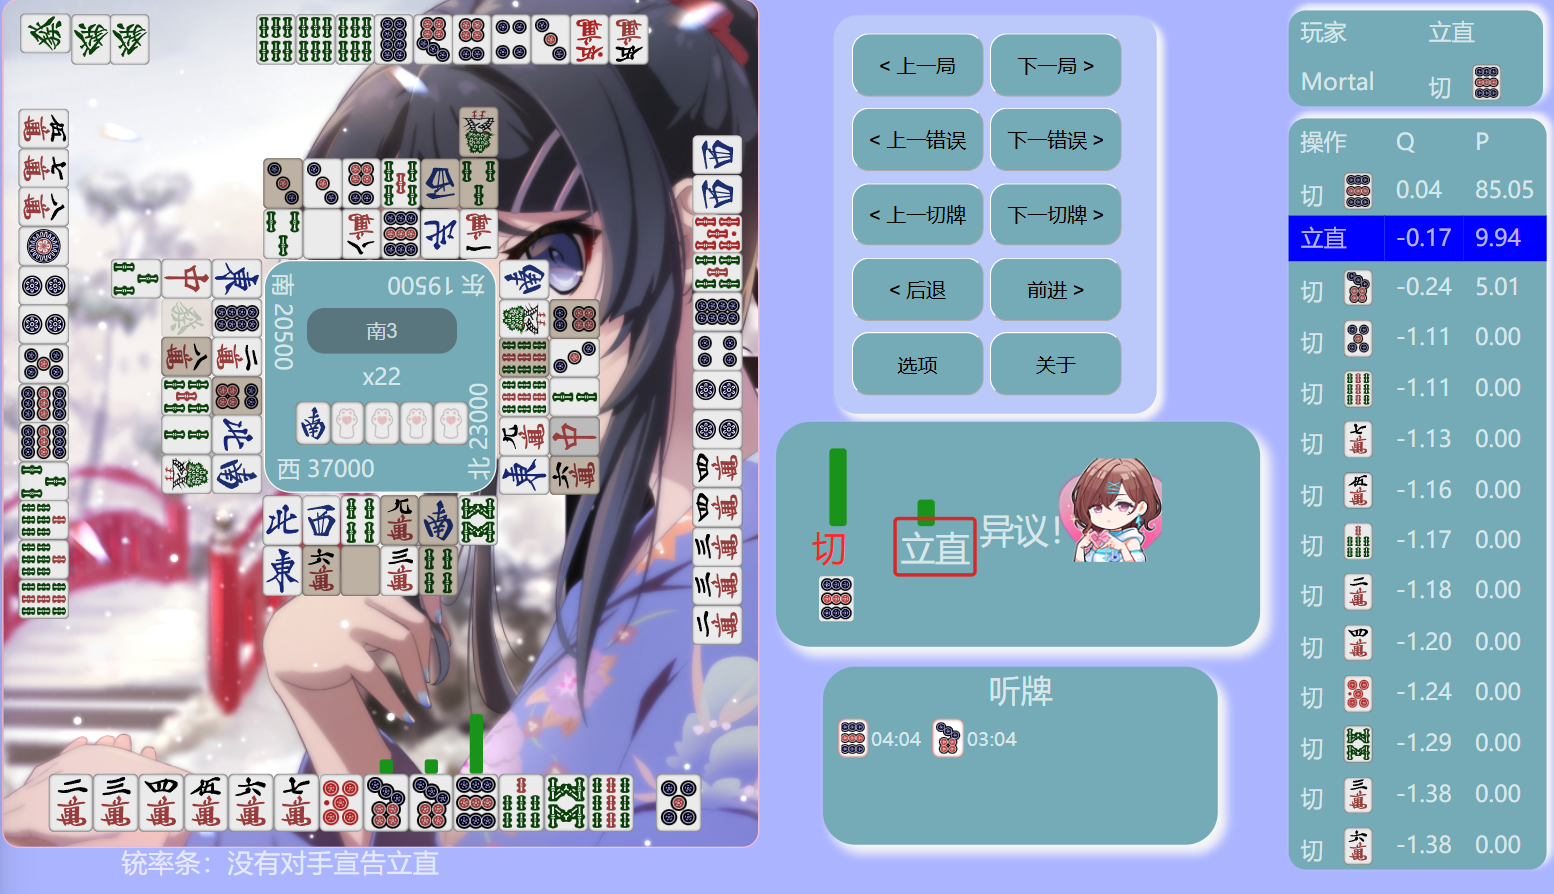 东 19500
南 20500
南3
x22
北 23000
西 37000
铳率条：没有对手宣告立直
< 上一局
下一局 >
< 上一错误
下一错误 >
< 上一切牌
下一切牌 >
< 后退
前进 >
选项
关于
切
立直
异议！
听牌
04:04
03:04
玩家 立直
Mortal 切
操作 Q P
切 0.04 85.05
立直 -0.17 9.94
切 -0.24 5.01
切 -1.11 0.00
切 -1.11 0.00
切 -1.13 0.00
切 -1.16 0.00
切 -1.17 0.00
切 -1.18 0.00
切 -1.20 0.00
切 -1.24 0.00
切 -1.29 0.00
切 -1.38 0.00
切 -1.38 0.00